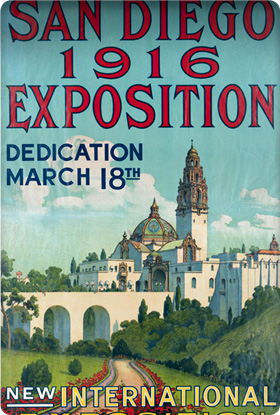 SAN DIEGO
1916
EXPOSITION
DEDICATION
MARCH 18TH
NEW
INTERNATIONAL